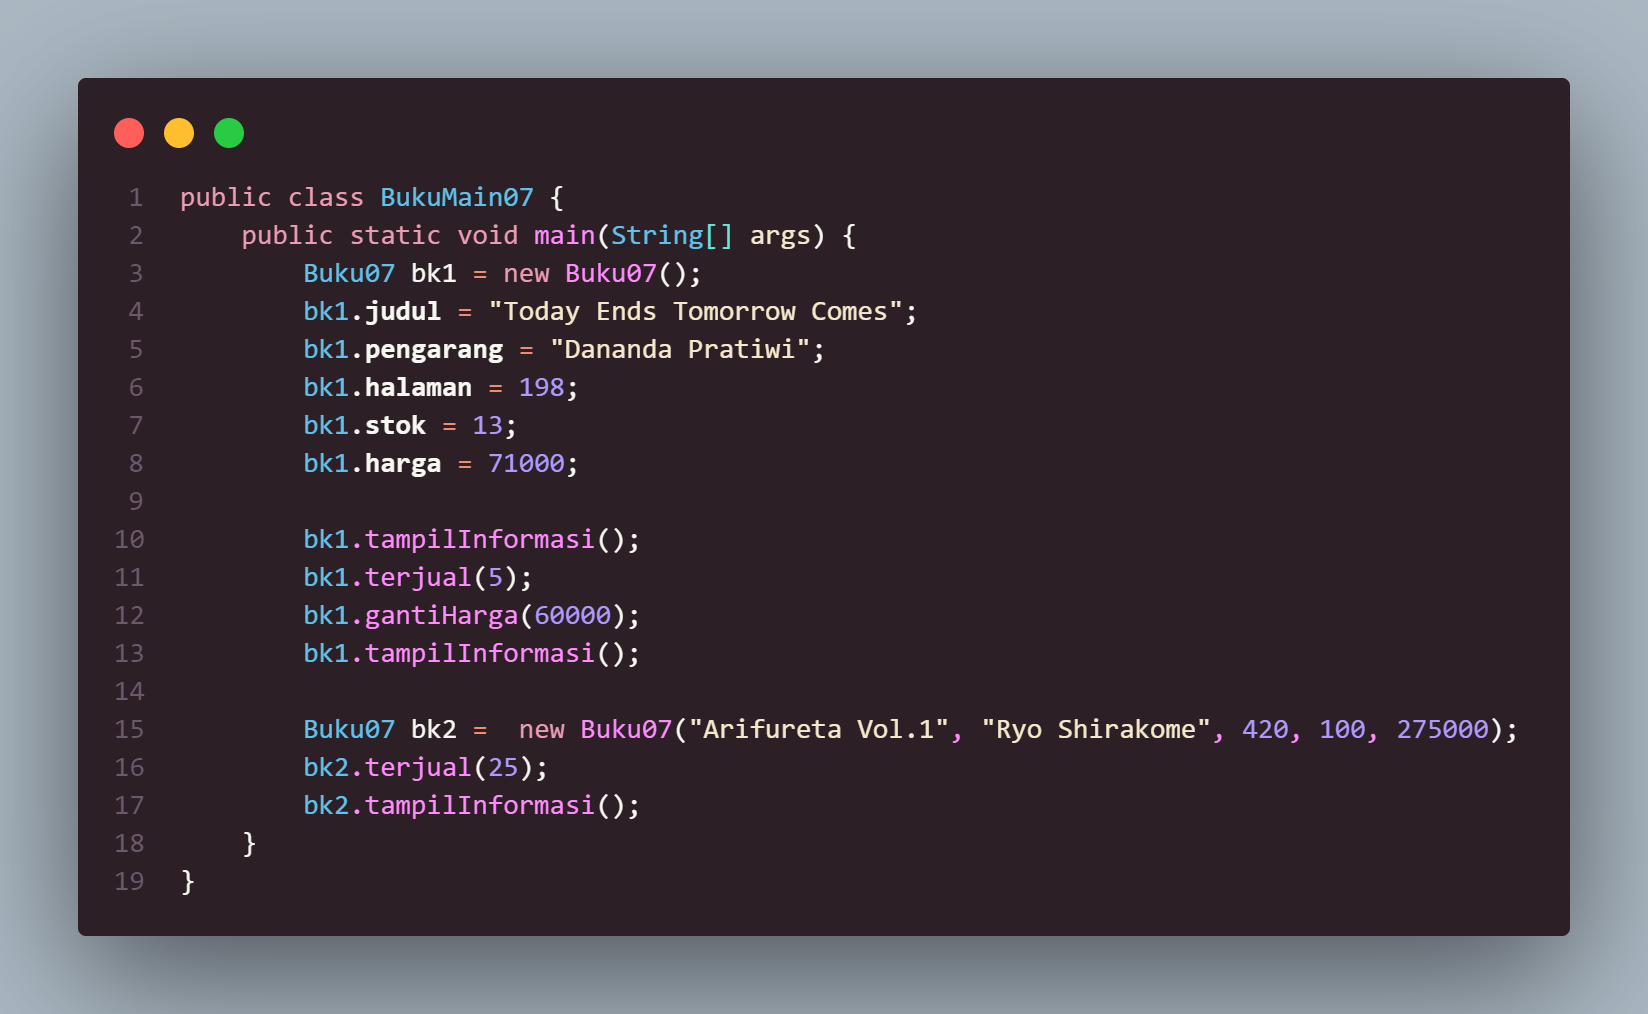 1 public class BukuMain07 {
2     public static void main(String[] args) {
3         Buku07 bk1 = new Buku07();
4         bk1.judul = "Today Ends Tomorrow Comes";
5         bk1.pengarang = "Dananda Pratiwi";
6         bk1.halaman = 198;
7         bk1.stok = 13;
8         bk1.harga = 71000;
9
10         bk1.tampilInformasi();
11         bk1.terjual(5);
12         bk1.gantiHarga(60000);
13         bk1.tampilInformasi();
14
15         Buku07 bk2 =  new Buku07("Arifureta Vol.1", "Ryo Shirakome", 420, 100, 275000);
16         bk2.terjual(25);
17         bk2.tampilInformasi();
18     }
19 }